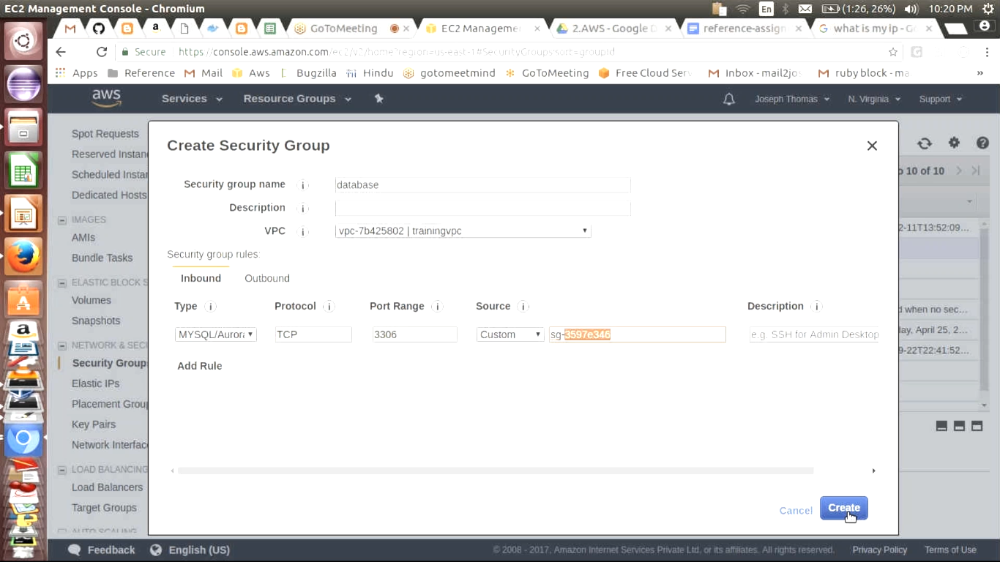 EC2 Management Console - Chromium
En
(1:26, 26%)
10:20 PM
GoToMeeting
EC2 Manageme
2.AWS - Google D
reference-assign
what is my ip - G
Secure
https://console.aws.amazon.com/ec2/v2/home?region=us-east-1#SecurityGroups:sort=groupId
Apps
Reference
Mail
Aws
Bugzilla
Hindu
gotomeetmind
GoToMeeting
Free Cloud Serv
Inbox - mail2jo
ruby block - ma
»
aws
Services
Resource Groups
Joseph Thomas
N. Virginia
Support
Spot Requests
Reserved Instan
Scheduled Instan
Dedicated Hosts
IMAGES
AMIs
Bundle Tasks
ELASTIC BLOCK S
Volumes
Snapshots
NETWORK & SEC
Security Group
Elastic IPs
Placement Group
Key Pairs
Network Interfac
LOAD BALANCING
Load Balancers
Target Groups
AUTO SCALING
Create Security Group
Security group name
database
Description
VPC
vpc-7b425802 | trainingvpc
Security group rules:
Inbound
Outbound
Type
Protocol
Port Range
Source
Description
MYSQL/Auror
TCP
3306
Custom
sg-3597e346
e.g. SSH for Admin Desktop
Add Rule
Cancel
Create
o 10 of 10
2-11T13:52:09...
d when no sec...
lay, April 25, 2...
9-22T22:41:52...
Feedback
English (US)
© 2008 - 2017, Amazon Internet Services Private Ltd. or its affiliates. All rights reserved.
Privacy Policy
Terms of Use